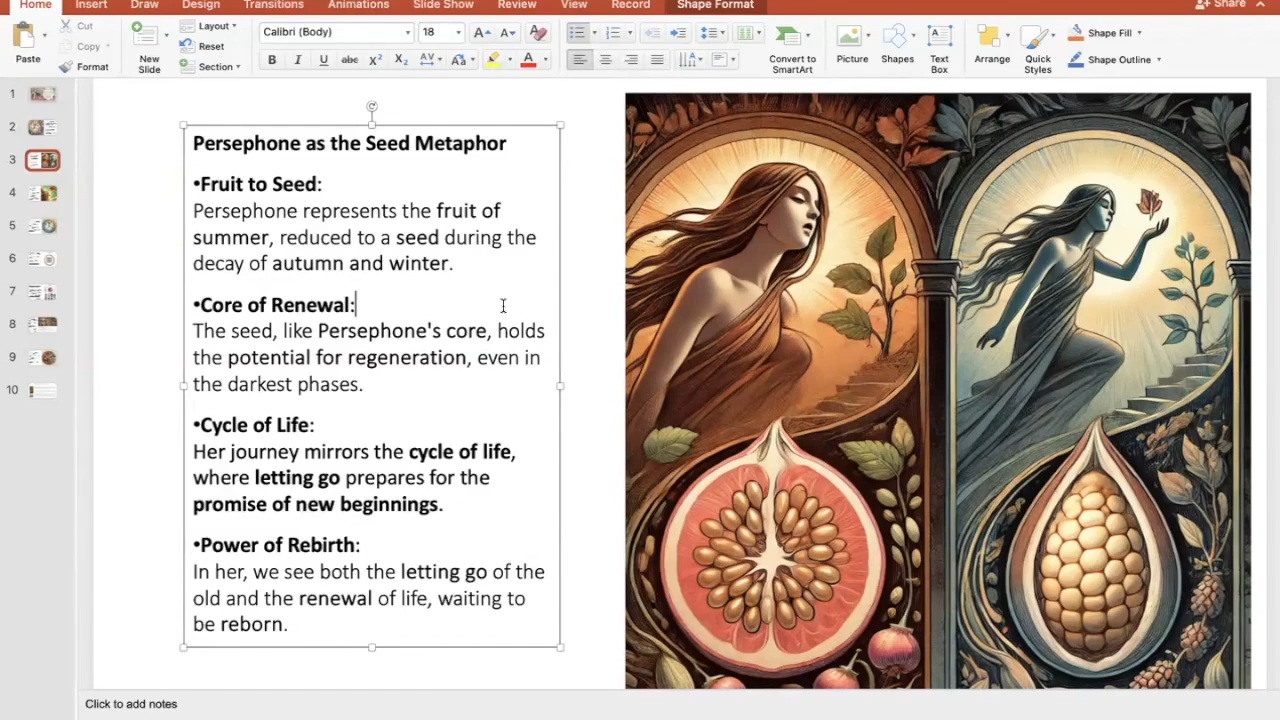 Home Insert Draw Design Transitions Animations Slide Show Review View Record Shape Format Share
Paste
Cut
Copy
Format
New
Slide
Layout
Reset
Section
Calibri (Body) 18
B I U abc X² X₂ AV Aa A
Convert to
SmartArt
Picture
Shapes
Text
Box
Arrange
Quick
Styles
Shape Fill
Shape Outline
1
2
3
4
5
6
7
8
9
10
Persephone as the Seed Metaphor
•Fruit to Seed:
Persephone represents the fruit of
summer, reduced to a seed during the
decay of autumn and winter.
•Core of Renewal:
The seed, like Persephone's core, holds
the potential for regeneration, even in
the darkest phases.
•Cycle of Life:
Her journey mirrors the cycle of life,
where letting go prepares for the
promise of new beginnings.
•Power of Rebirth:
In her, we see both the letting go of the
old and the renewal of life, waiting to
be reborn.
Click to add notes